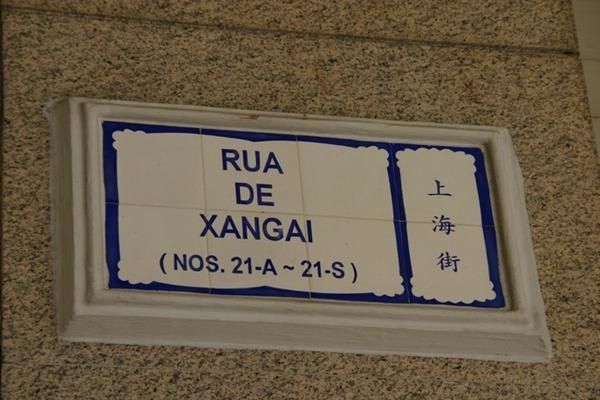 RUA
DE
XANGAI
( NOS. 21-A ~ 21-S )
上
海
街